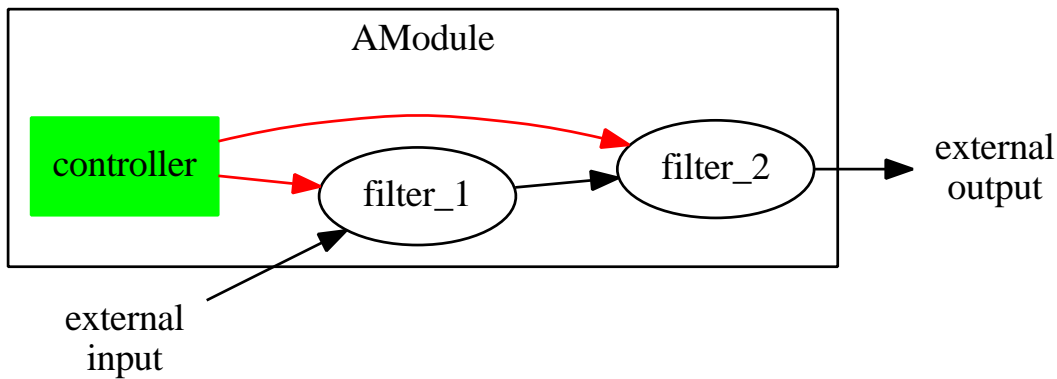 AModule
controller
filter_1
filter_2
external
output
external
input